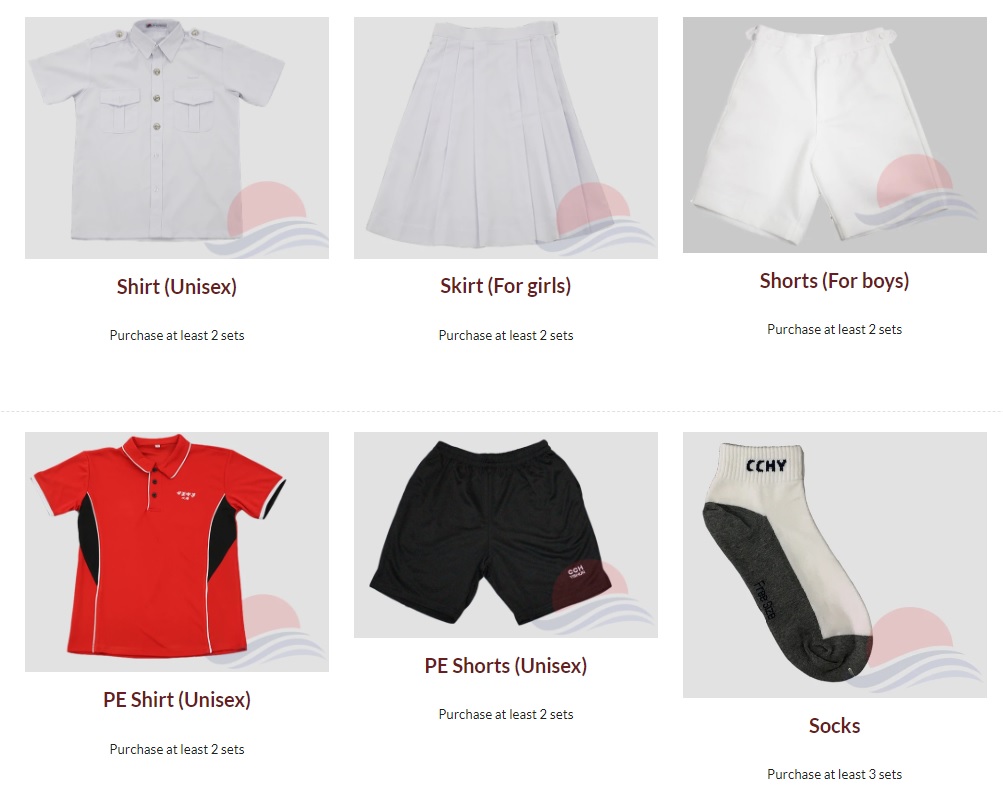 Shirt (Unisex)
Skirt (For girls)
Shorts (For boys)
Purchase at least 2 sets
Purchase at least 2 sets
Purchase at least 2 sets
CCHY
CCH
YISHUN
Free Size
PE Shirt (Unisex)
PE Shorts (Unisex)
Socks
Purchase at least 2 sets
Purchase at least 2 sets
Purchase at least 3 sets